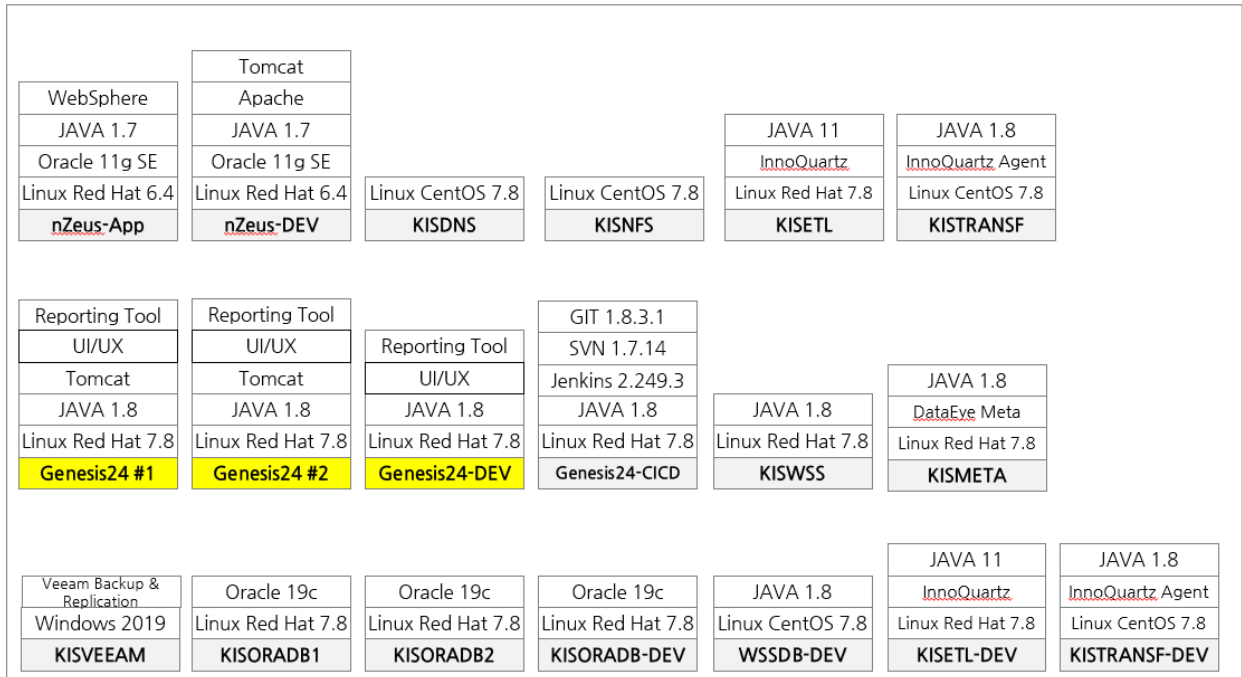 WebSphere
JAVA 1.7
Oracle 11g SE
Linux Red Hat 6.4
nZeus-App
Tomcat
Apache
JAVA 1.7
Oracle 11g SE
Linux Red Hat 6.4
nZeus-DEV
Linux CentOS 7.8
KISDNS
Linux CentOS 7.8
KISNFS
JAVA 11
InnoQuartz
Linux Red Hat 7.8
KISETL
JAVA 1.8
InnoQuartz Agent
Linux CentOS 7.8
KISTRANSF
Reporting Tool
UI/UX
Tomcat
JAVA 1.8
Linux Red Hat 7.8
Genesis24 #1
Reporting Tool
UI/UX
Tomcat
JAVA 1.8
Linux Red Hat 7.8
Genesis24 #2
Reporting Tool
UI/UX
JAVA 1.8
Linux Red Hat 7.8
Genesis24-DEV
GIT 1.8.3.1
SVN 1.7.14
Jenkins 2.249.3
JAVA 1.8
Linux Red Hat 7.8
Genesis24-CICD
JAVA 1.8
Linux Red Hat 7.8
KISWSS
JAVA 1.8
DataEye Meta
Linux Red Hat 7.8
KISMETA
Veeam Backup &
Replication
Windows 2019
KISVEEAM
Oracle 19c
Linux Red Hat 7.8
KISORADB1
Oracle 19c
Linux Red Hat 7.8
KISORADB2
Oracle 19c
Linux Red Hat 7.8
KISORADB-DEV
JAVA 1.8
Linux CentOS 7.8
WSSDB-DEV
JAVA 11
InnoQuartz
Linux Red Hat 7.8
KISETL-DEV
JAVA 1.8
InnoQuartz Agent
Linux CentOS 7.8
KISTRANSF-DEV